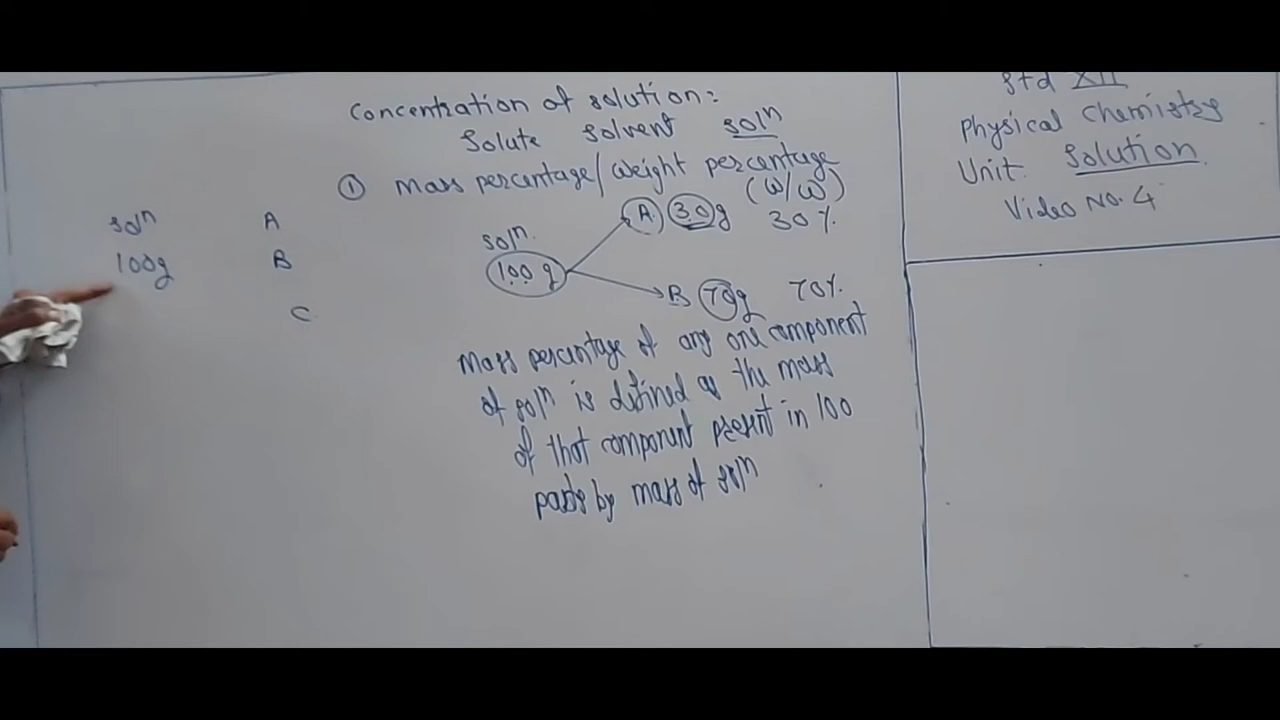 Concentration of solution:
Solute Solvent solⁿ
① Mass percentage/Weight percentage
(W/W)
solⁿ A
100g B
C
solⁿ.
100 g
A 30g 30%
B 70g 70%
Mass percentage of any one component
of solⁿ is defined as the mass
of that component present in 100
parts by mass of solⁿ
Std XII
Physical Chemistry
Unit: Solution.
Video No. 4